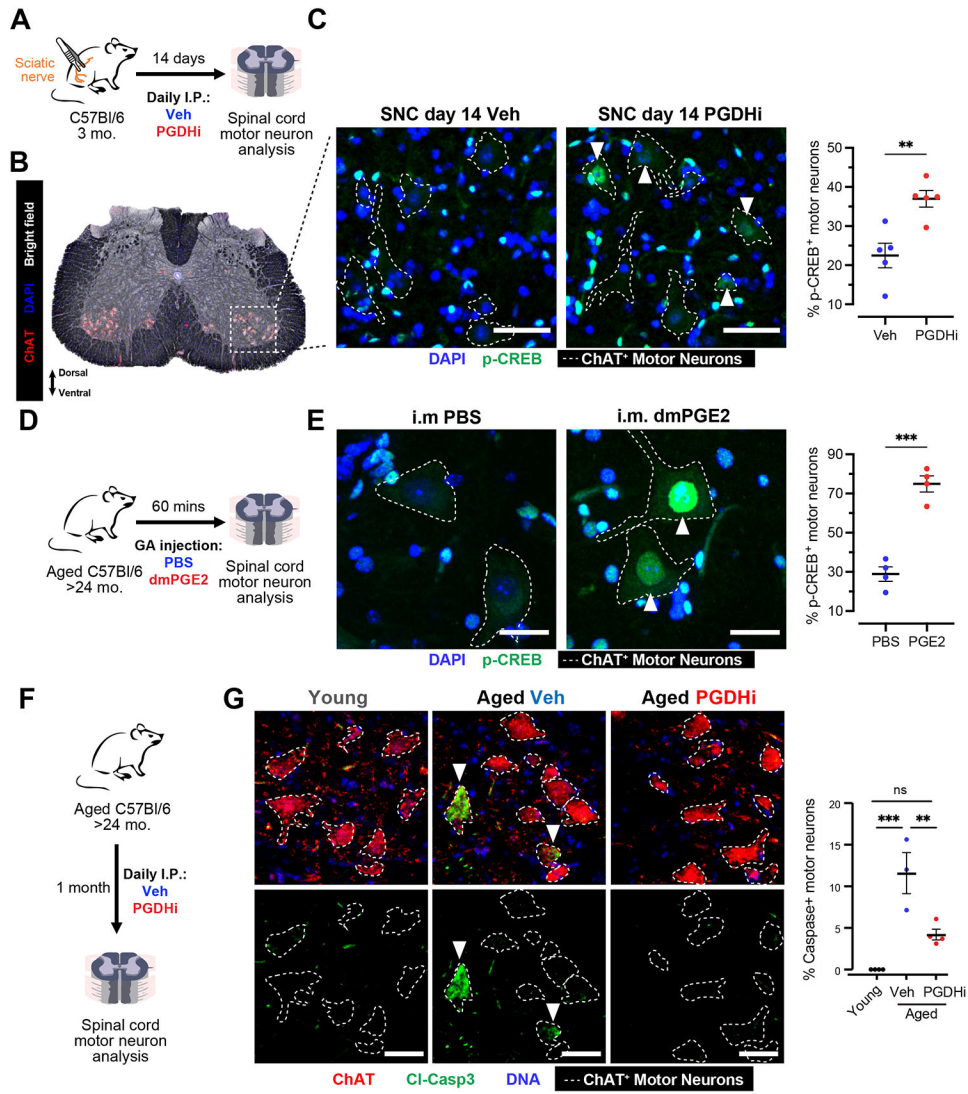 A
Sciatic
nerve
14 days
Daily I.P.:
Veh
PGDHi
C57Bl/6
3 mo.
Spinal cord
motor neuron
analysis
B
ChAT DAPI Bright field
Dorsal
Ventral
C
SNC day 14 Veh
SNC day 14 PGDHi
DAPI p-CREB ChAT+ Motor Neurons
% p-CREB+ motor neurons
50
40
30
20
10
0
**
Veh PGDHi
D
60 mins
GA injection:
PBS
dmPGE2
Aged C57Bl/6
>24 mo.
Spinal cord
motor neuron
analysis
E
i.m PBS
i.m. dmPGE2
DAPI p-CREB ChAT+ Motor Neurons
% p-CREB+ motor neurons
90
70
50
30
10
***
PBS PGE2
F
Aged C57Bl/6
>24 mo.
1 month
Daily I.P.:
Veh
PGDHi
Spinal cord
motor neuron
analysis
G
Young
Aged Veh
Aged PGDHi
ChAT Cl-Casp3 DNA ChAT+ Motor Neurons
% Caspase+ motor neurons
20
15
10
5
0
ns
*** **
Young
Veh PGDHi
Aged